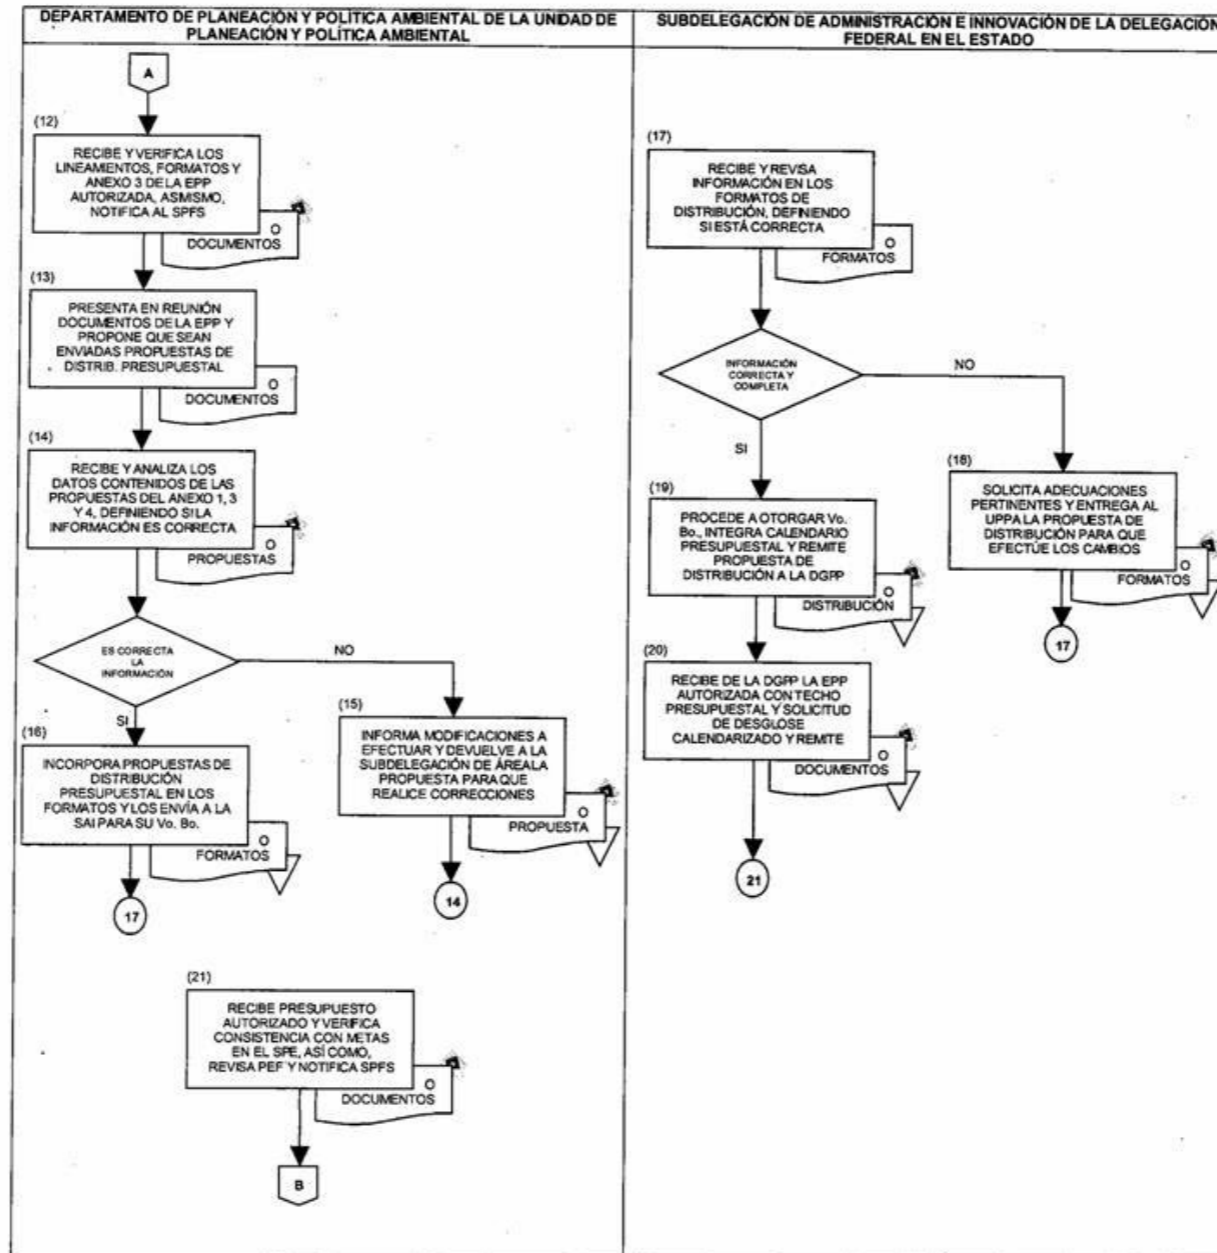 DEPARTAMENTO DE PLANEACIÓN Y POLÍTICA AMBIENTAL DE LA UNIDAD DE
PLANEACIÓN Y POLÍTICA AMBIENTAL
A
(12)
RECIBE Y VERIFICA LOS
LINEAMIENTOS, FORMATOS Y
ANEXO 3 DE LA EPP
AUTORIZADA, ASMISMO,
NOTIFICA AL SPFS
O
DOCUMENTOS
(13)
PRESENTA EN REUNIÓN
DOCUMENTOS DE LA EPP Y
PROPONE QUE SEAN
ENVIADAS PROPUESTAS DE
DISTRIB. PRESUPUESTAL
O
DOCUMENTOS
(14)
RECIBE Y ANALIZA LOS
DATOS CONTENIDOS DE LAS
PROPUESTAS DEL ANEXO 1, 3
Y 4, DEFINIENDO SI LA
INFORMACIÓN ES CORRECTA
O
PROPUESTAS
ES CORRECTA
LA
INFORMACIÓN
NO
SI
(15)
INFORMA MODIFICACIONES A
EFECTUAR Y DEVUELVE A LA
SUBDELEGACIÓN DE ÁREALA
PROPUESTA PARA QUE
REALICE CORRECCIONES
O
PROPUESTA
14
(16)
INCORPORA PROPUESTAS DE
DISTRIBUCIÓN
PRESUPUESTAL EN LOS
FORMATOS Y LOS ENVÍA A LA
SAI PARA SU Vo. Bo.
O
FORMATOS
17
(21)
RECIBE PRESUPUESTO
AUTORIZADO Y VERIFICA
CONSISTENCIA CON METAS
EN EL SPE, ASÍ COMO,
REVISA PEF Y NOTIFICA SPFS
O
DOCUMENTOS
B
SUBDELEGACIÓN DE ADMINISTRACIÓN E INNOVACIÓN DE LA DELEGACIÓN
FEDERAL EN EL ESTADO
(17)
RECIBE Y REVISA
INFORMACIÓN EN LOS
FORMATOS DE
DISTRIBUCIÓN, DEFINIENDO
SI ESTÁ CORRECTA
O
FORMATOS
INFORMACIÓN
CORRECTA Y
COMPLETA
NO
SI
(18)
SOLICITA ADECUACIONES
PERTINENTES Y ENTREGA AL
UPPA LA PROPUESTA DE
DISTRIBUCIÓN PARA QUE
EFECTÚE LOS CAMBIOS
O
FORMATOS
17
(19)
PROCEDE A OTORGAR Vo.
Bo., INTEGRA CALENDARIO
PRESUPUESTAL Y REMITE
PROPUESTA DE
DISTRIBUCIÓN A LA DGPP
O
DISTRIBUCIÓN
(20)
RECIBE DE LA DGPP LA EPP
AUTORIZADA CON TECHO
PRESUPUESTAL Y SOLICITUD
DE DESGLOSE
CALENDARIZADO Y REMITE
O
DOCUMENTOS
21